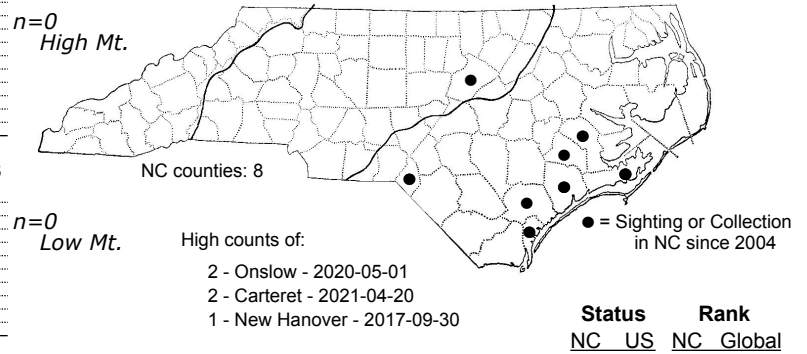 n=0
High Mt.
NC counties: 8
n=0
Low Mt.
High counts of:
2 - Onslow - 2020-05-01
2 - Carteret - 2021-04-20
1 - New Hanover - 2017-09-30
● = Sighting or Collection
in NC since 2004
Status Rank
NC US NC Global